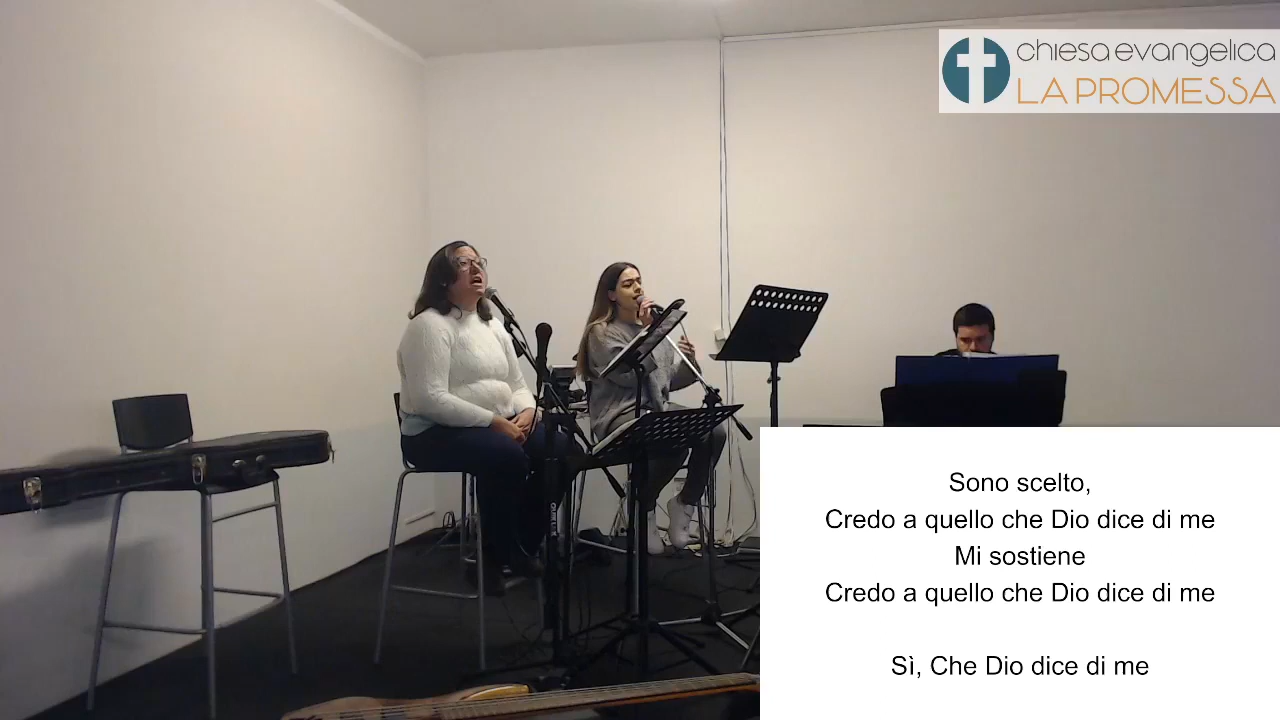 chiesa evangelica
LA PROMESSA
Sono scelto,
Credo a quello che Dio dice di me
Mi sostiene
Credo a quello che Dio dice di me
Sì, Che Dio dice di me